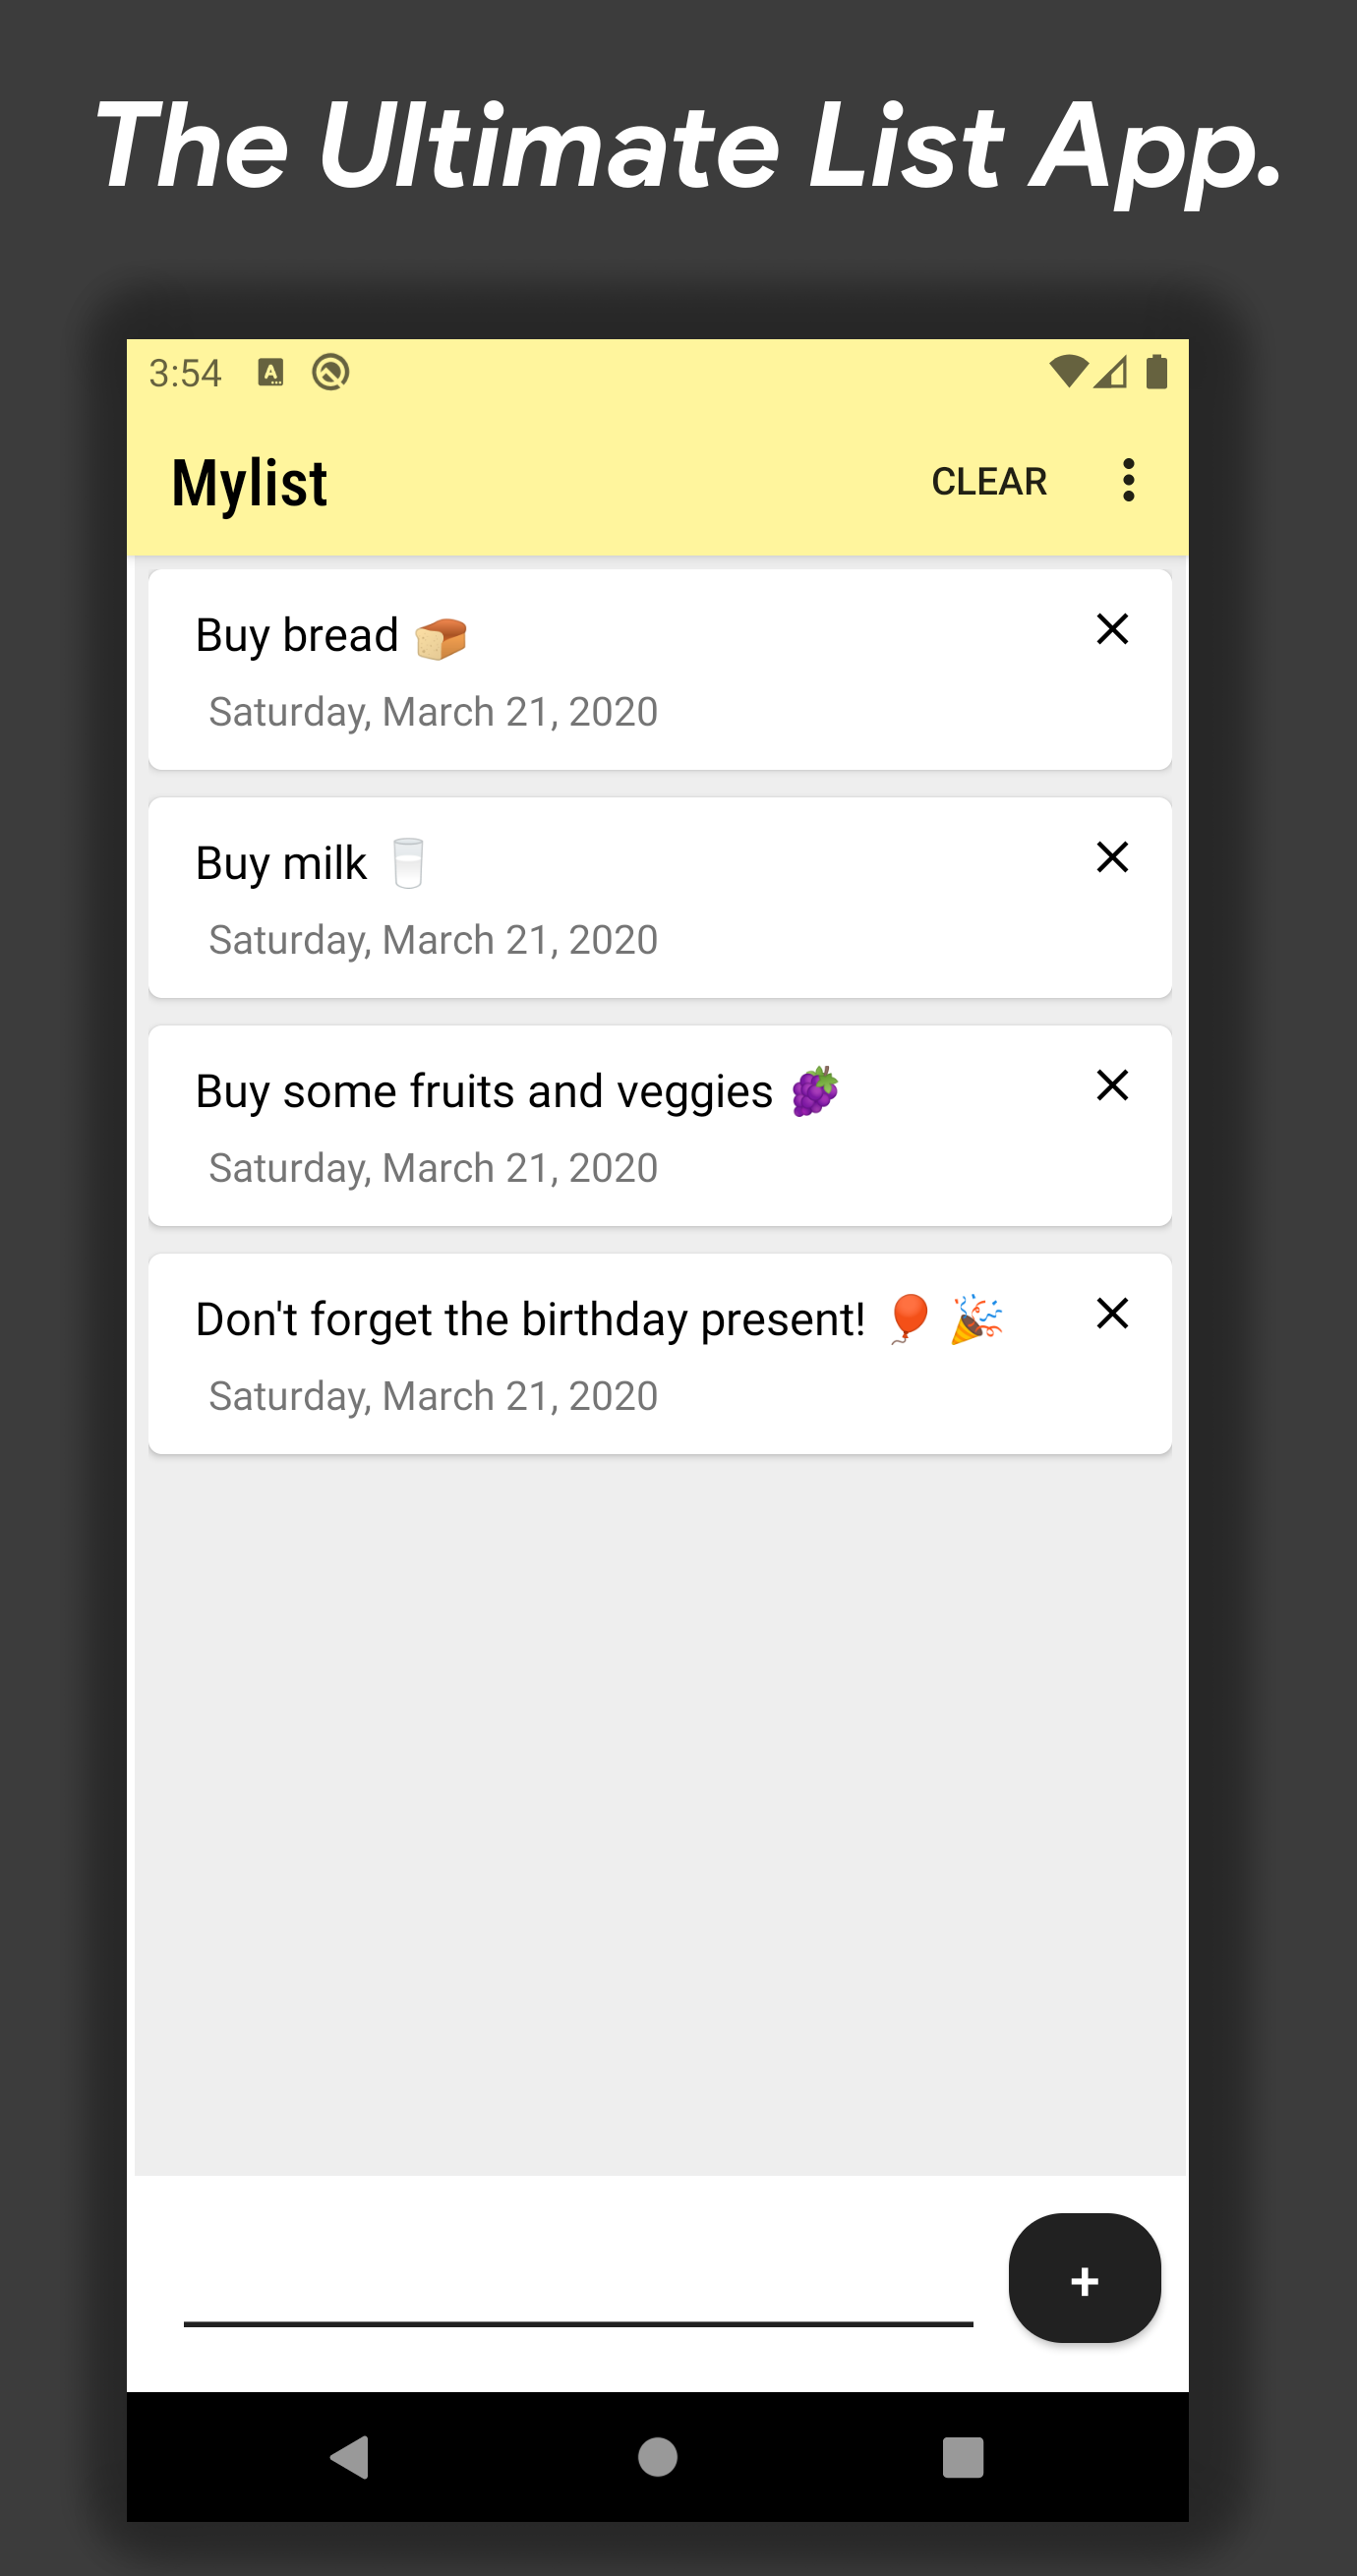 The Ultimate List App.
3:54
Mylist
CLEAR
Buy bread 🍞
Saturday, March 21, 2020
Buy milk 🥛
Saturday, March 21, 2020
Buy some fruits and veggies 🍇
Saturday, March 21, 2020
Don't forget the birthday present! 🎈 🎉
Saturday, March 21, 2020
+